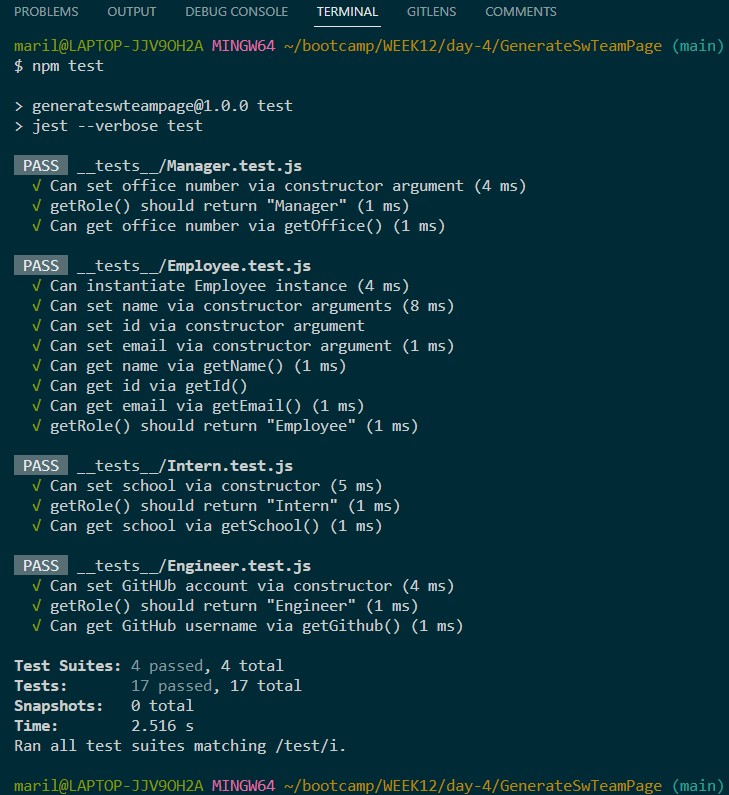 PROBLEMS OUTPUT DEBUG CONSOLE TERMINAL GITLENS COMMENTS
maril@LAPTOP-JJV9OH2A MINGW64 ~/bootcamp/WEEK12/day-4/GenerateSwTeamPage (main)
$ npm test
> generateswteampage@1.0.0 test
> jest --verbose test
PASS __tests__/Manager.test.js
√ Can set office number via constructor argument (4 ms)
√ getRole() should return "Manager" (1 ms)
√ Can get office number via getOffice() (1 ms)
PASS __tests__/Employee.test.js
√ Can instantiate Employee instance (4 ms)
√ Can set name via constructor arguments (8 ms)
√ Can set id via constructor argument
√ Can set email via constructor argument (1 ms)
√ Can get name via getName() (1 ms)
√ Can get id via getId()
√ Can get email via getEmail() (1 ms)
√ getRole() should return "Employee" (1 ms)
PASS __tests__/Intern.test.js
√ Can set school via constructor (5 ms)
√ getRole() should return "Intern" (1 ms)
√ Can get school via getSchool() (1 ms)
PASS __tests__/Engineer.test.js
√ Can set GitHUb account via constructor (4 ms)
√ getRole() should return "Engineer" (1 ms)
√ Can get GitHub username via getGithub() (1 ms)
Test Suites: 4 passed, 4 total
Tests: 17 passed, 17 total
Snapshots: 0 total
Time: 2.516 s
Ran all test suites matching /test/i.
maril@LAPTOP-JJV9OH2A MINGW64 ~/bootcamp/WEEK12/day-4/GenerateSwTeamPage (main)